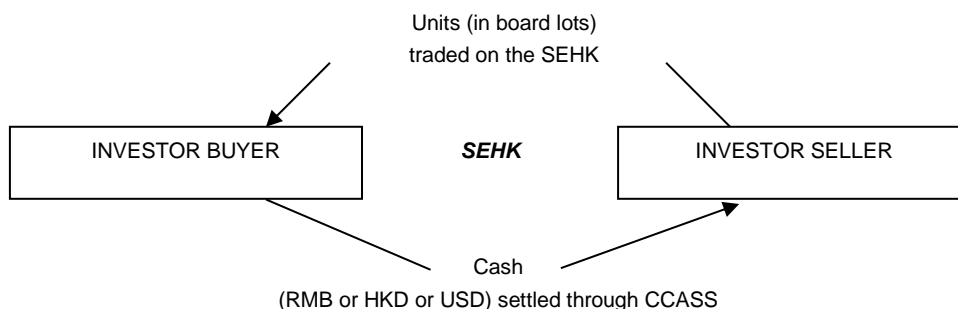 Units (in board lots)
traded on the SEHK
INVESTOR BUYER
SEHK
INVESTOR SELLER
Cash
(RMB or HKD or USD) settled through CCASS